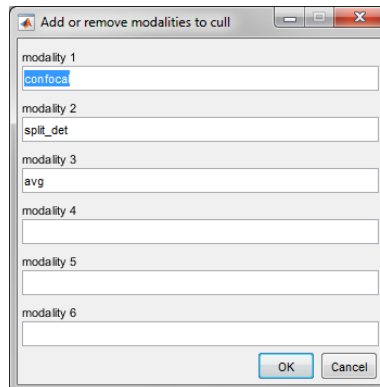 Add or remove modalities to cull
modality 1
confocal
modality 2
split_det
modality 3
avg
modality 4
modality 5
modality 6
OK
Cancel